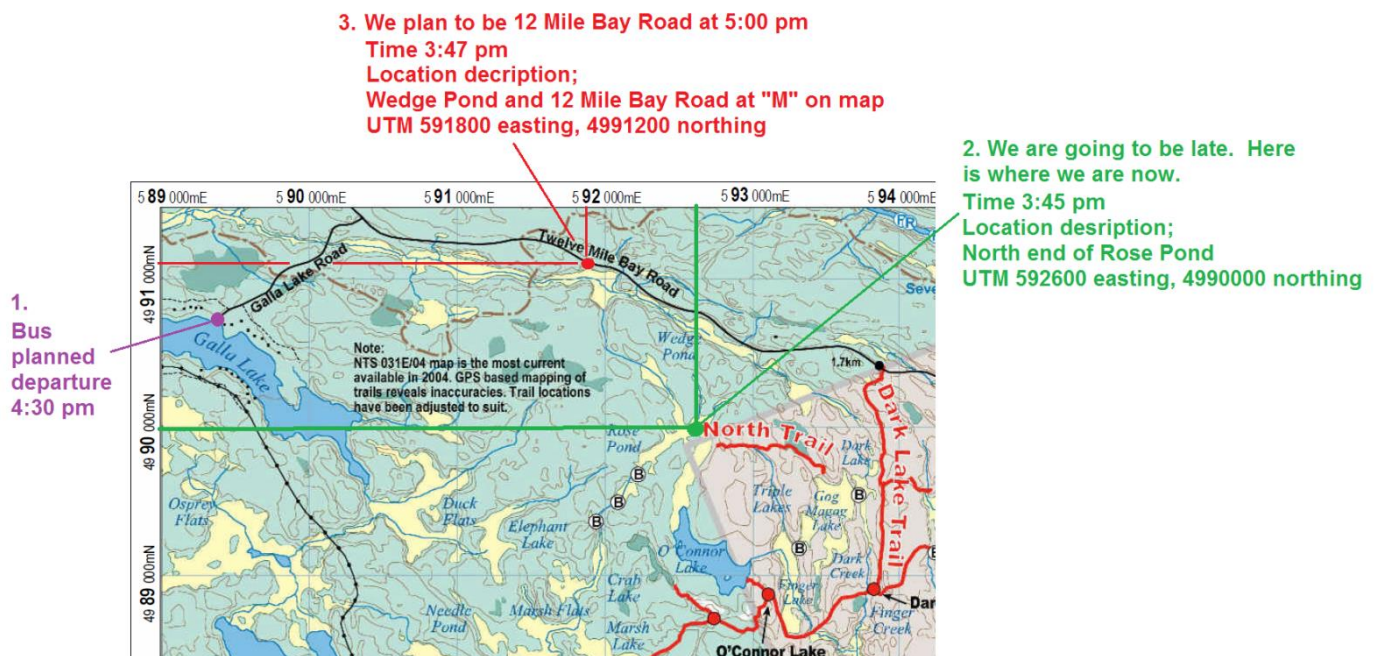 3. We plan to be 12 Mile Bay Road at 5:00 pm
Time 3:47 pm
Location decription;
Wedge Pond and 12 Mile Bay Road at "M" on map
UTM 591800 easting, 4991200 northing
2. We are going to be late. Here
is where we are now.
Time 3:45 pm
Location desription;
North end of Rose Pond
UTM 592600 easting, 4990000 northing
1.
Bus
planned
departure
4:30 pm
5 89 000mE
5 90 000mE
5 91 000mE
5 92 000mE
5 93 000mE
5 94 000mE
49 91 000mN
49 90 000mN
49 89 000mN
Galla Lake Road
Twelve Mile Bay Road
Galla Lake
Note:
NTS 031E/04 map is the most current
available in 2004. GPS based mapping of
trails reveals inaccuracies. Trail locations
have been adjusted to suit.
Wedge
Pond
1.7km
Seve
North Trail
Dark Lake Trail
Rose
Pond
Dark
Lake
B
B
B
B
B
B
Osprey
Flats
Duck
Flats
Elephant
Lake
Triple
Lakes
Gog
Magag
Lake
O'Connor
Lake
Dark
Creek
Crab
Lake
Finger
Lake
Needle
Pond
Marsh Flats
Marsh
Lake
Dar
Finger
Creek
O'Connor Lake